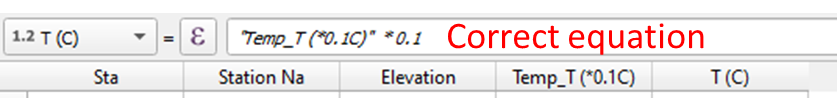 1.2 T (C) = ε "Temp_T (*0.1C)" *0.1 Correct equation
Sta Station Na Elevation Temp_T (*0.1C) T (C)